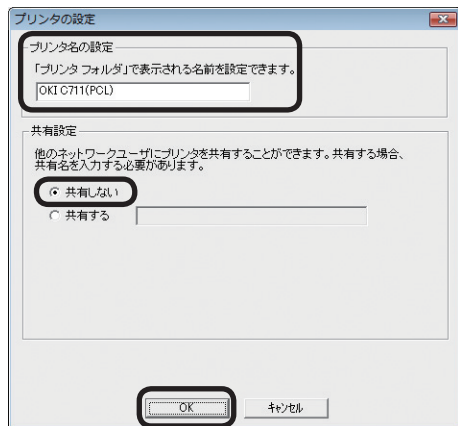 プリンタの設定
プリンタ名の設定
「プリンタ フォルダ」で表示される名前を設定できます。
OKI C711(PCL)
共有設定
他のネットワークユーザにプリンタを共有することができます。共有する場合、
共有名を入力する必要があります。
共有しない
共有する
OK
キャンセル